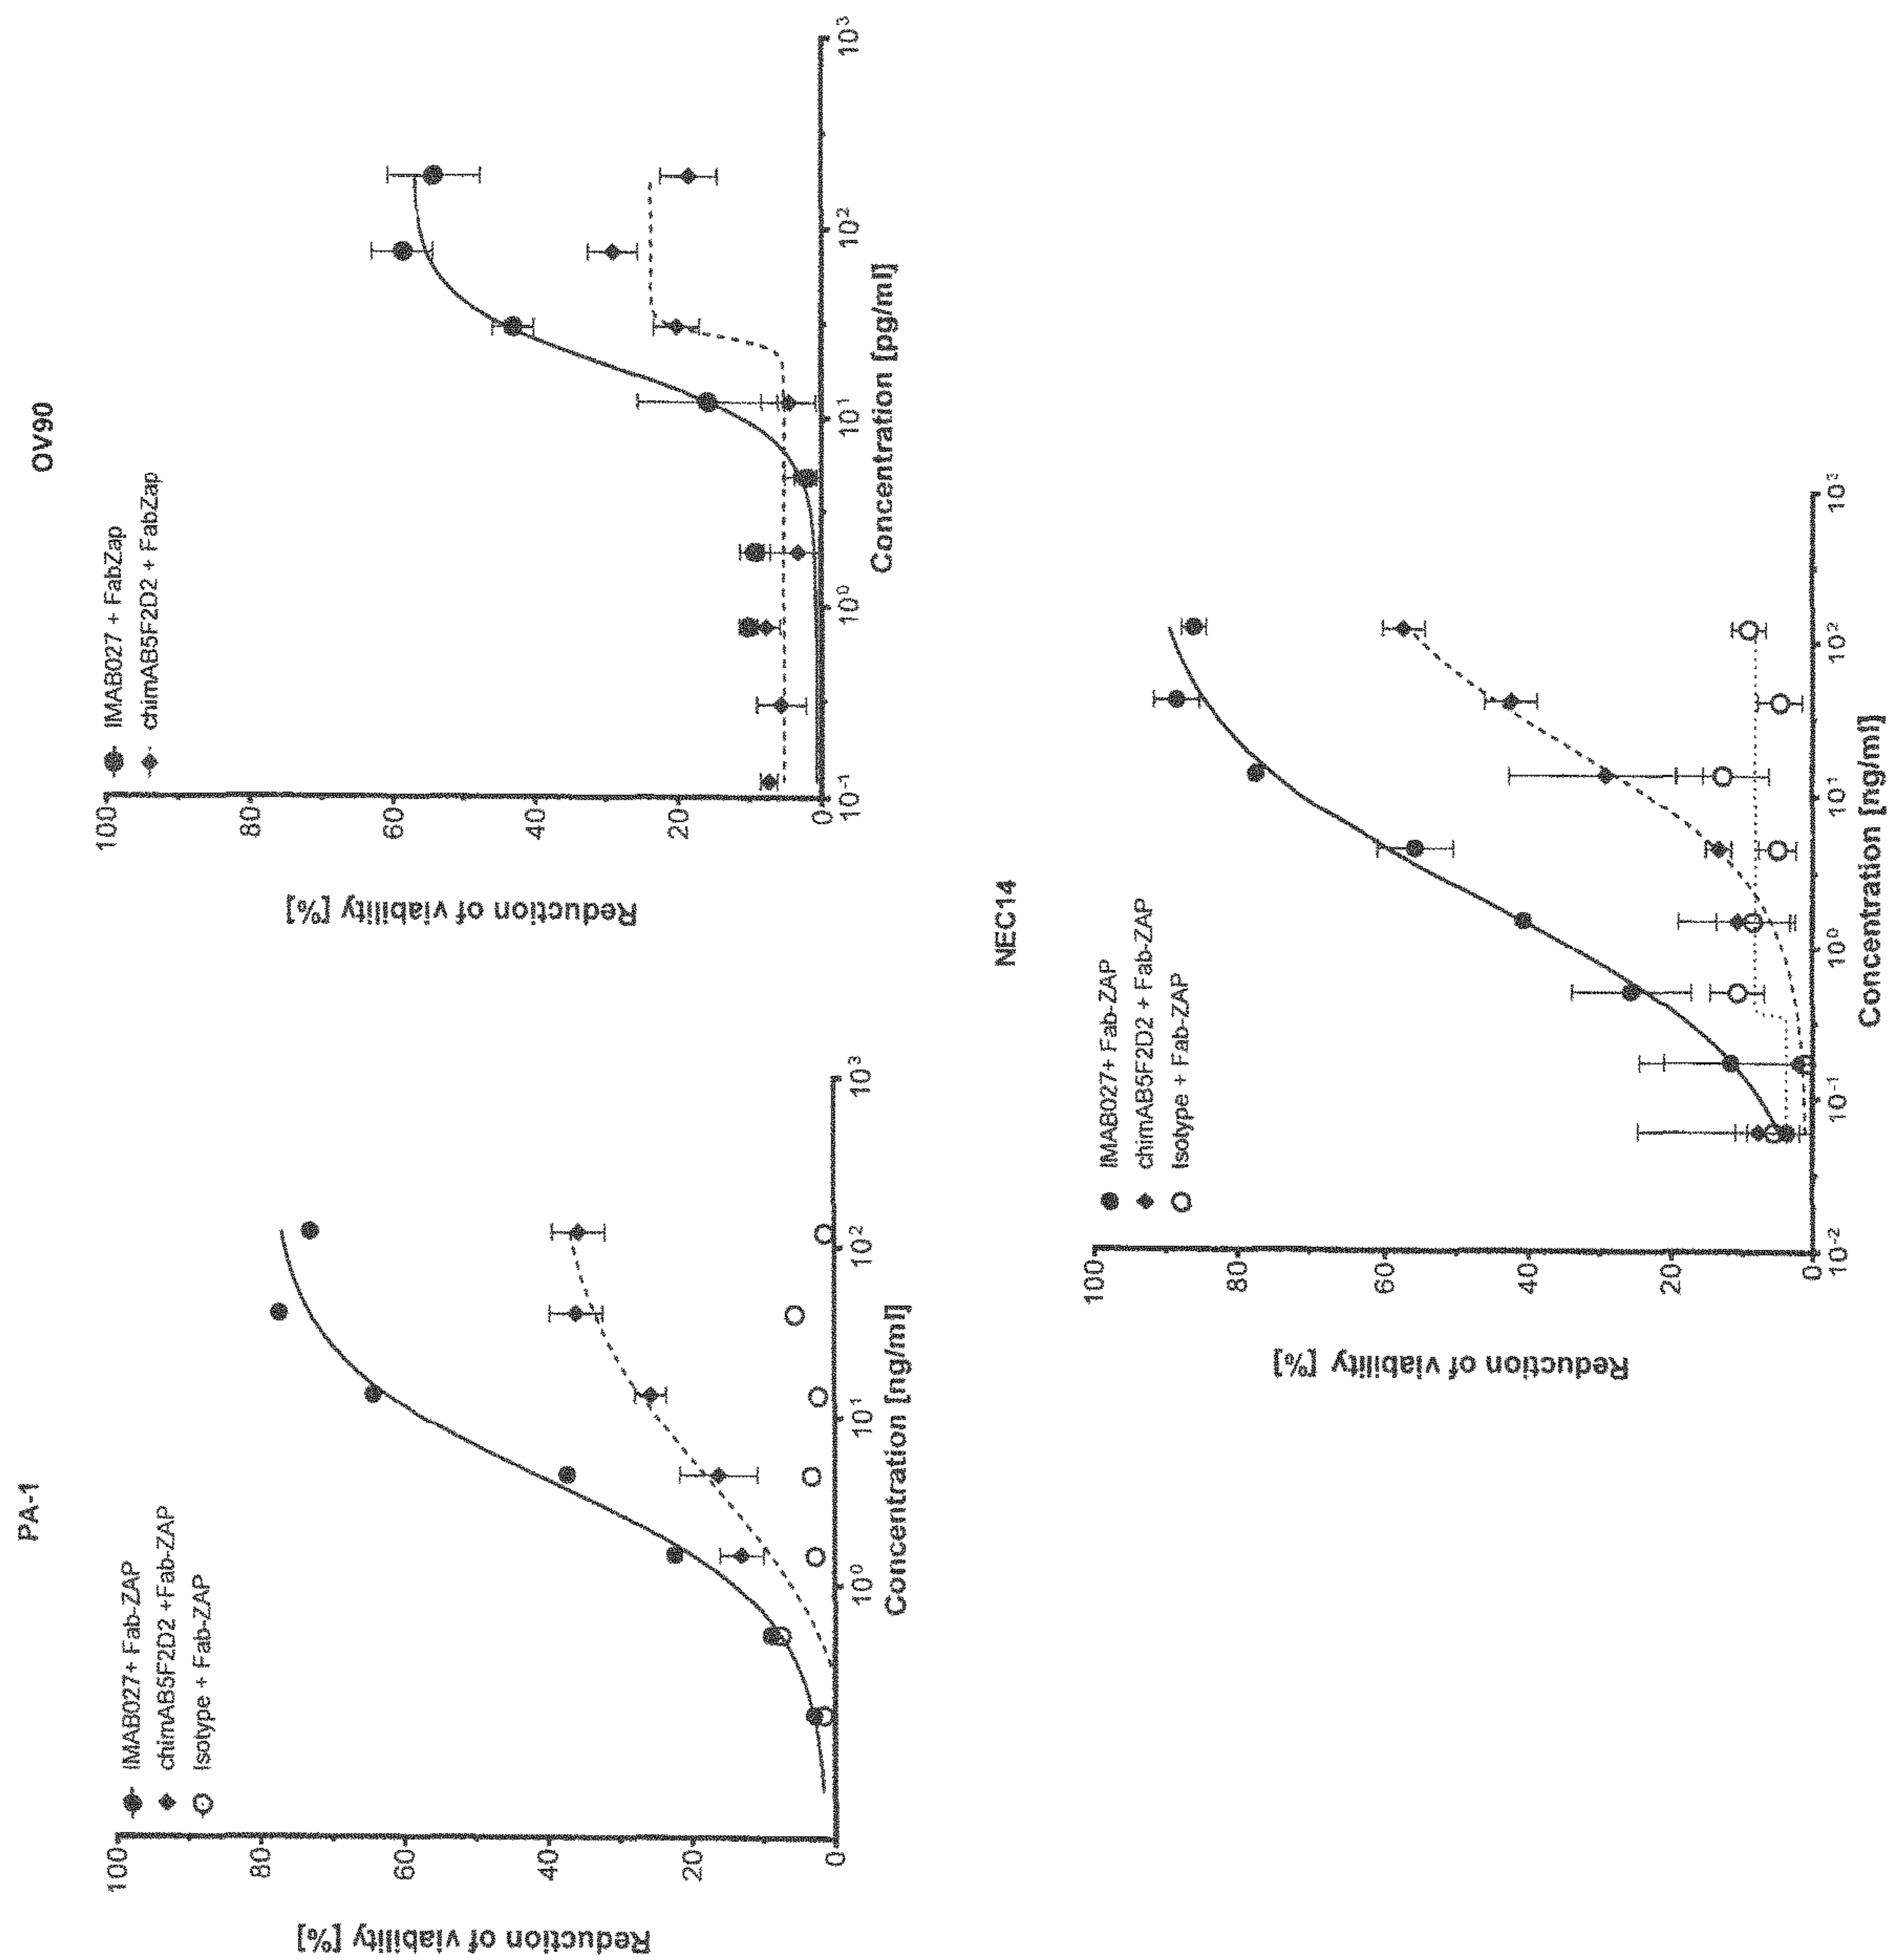 PA-1
IMAB027+ Fab-ZAP
chimAB5F2D2 +Fab-ZAP
Isotype + Fab-ZAP
Reduction of viability [%]
100
80
60
40
20
0
10⁰
10¹
10²
10³
Concentration [ng/ml]
OV90
IMAB027 + FabZap
chimAB5F2D2 + FabZap
Reduction of viability [%]
100
80
60
40
20
0
10⁻¹
10⁰
10¹
10²
10³
Concentration [pg/ml]
NEC14
IMAB027+ Fab-ZAP
chimAB5F2D2 + Fab-ZAP
Isotype + Fab-ZAP
Reduction of viability [%]
100
80
60
40
20
0
10⁻²
10⁻¹
10⁰
10¹
10²
10³
Concentration [ng/ml]